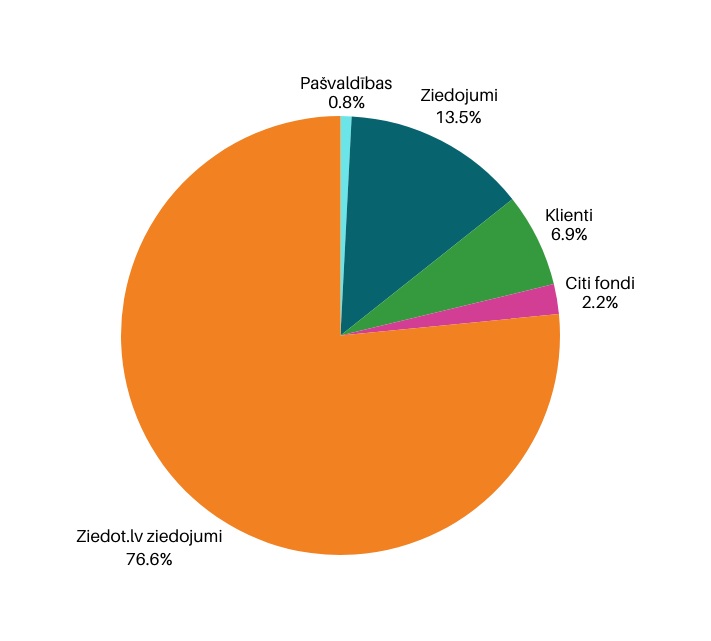 Pašvaldības
0.8%
Ziedojumi
13.5%
Klienti
6.9%
Citi fondi
2.2%
Ziedot.lv ziedojumi
76.6%